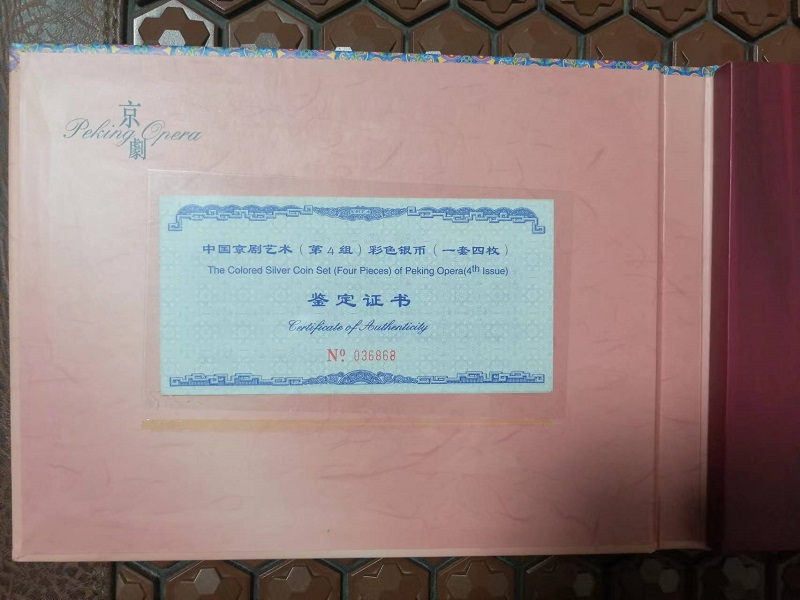 京
Peking Opera
劇
中国京剧艺术（第4组）彩色银币（一套四枚）
The Colored Silver Coin Set (Four Pieces) of Peking Opera(4th Issue)
鉴定证书
Certificate of Authenticity
Nº 036868